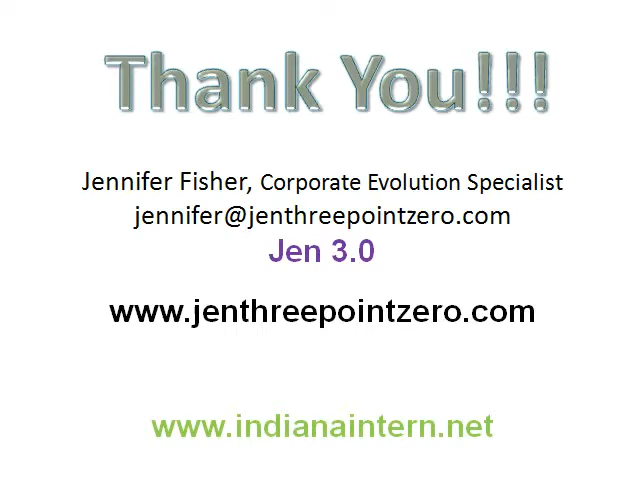 Thank You!!!
Jennifer Fisher, Corporate Evolution Specialist
jennifer@jenthreepointzero.com
Jen 3.0
www.jenthreepointzero.com
www.indianaintern.net